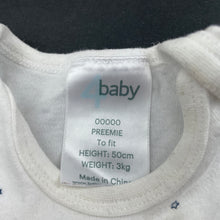 baby
00000
PREEMIE
To fit
HEIGHT: 50cm
WEIGHT: 3kg
Made in China